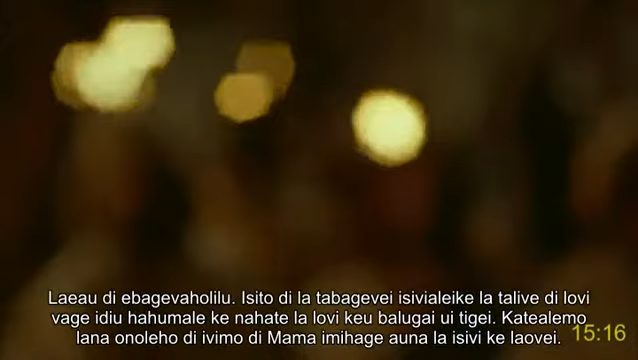 Laeau di ebagevaholilu. Isito di la tabagevei isivialeike la talive di lovi
vage idiu hahumale ke nahate la lovi keu balugai ui tigei. Katealemo
lana onoleho di ivimo di Mama imihage auna la isivi ke laovei.
15:16